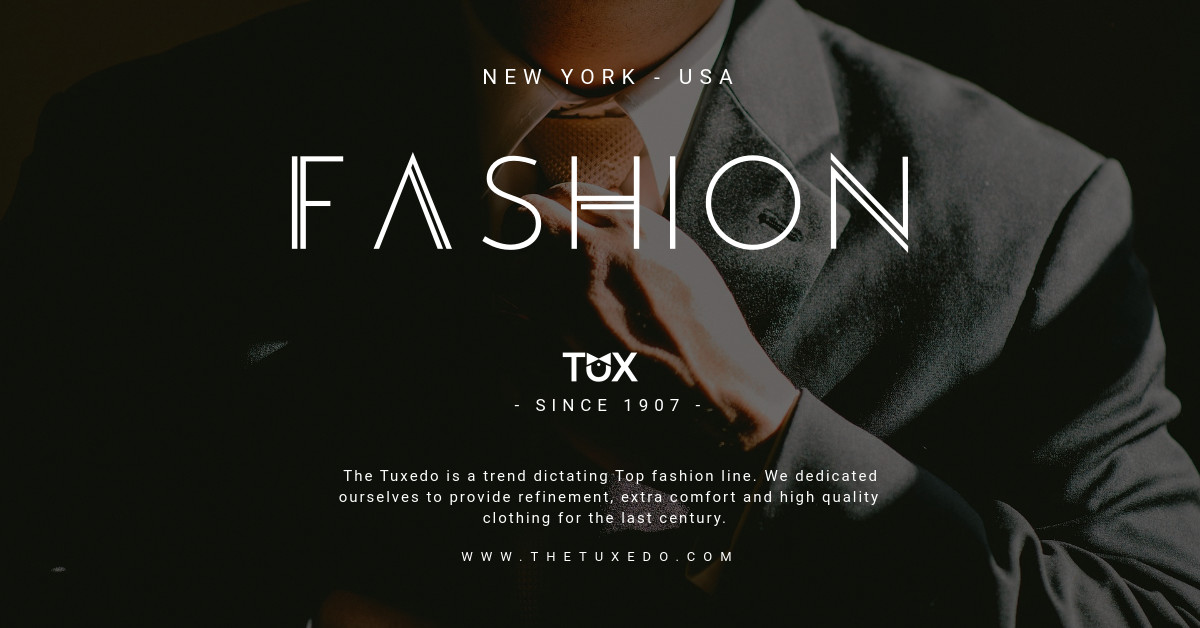 NEW YORK - USA
FASHION
TUX
- SINCE 1907 -
The Tuxedo is a trend dictating Top fashion line. We dedicated
ourselves to provide refinement, extra comfort and high quality
clothing for the last century.
WWW.THETUXEDO.COM